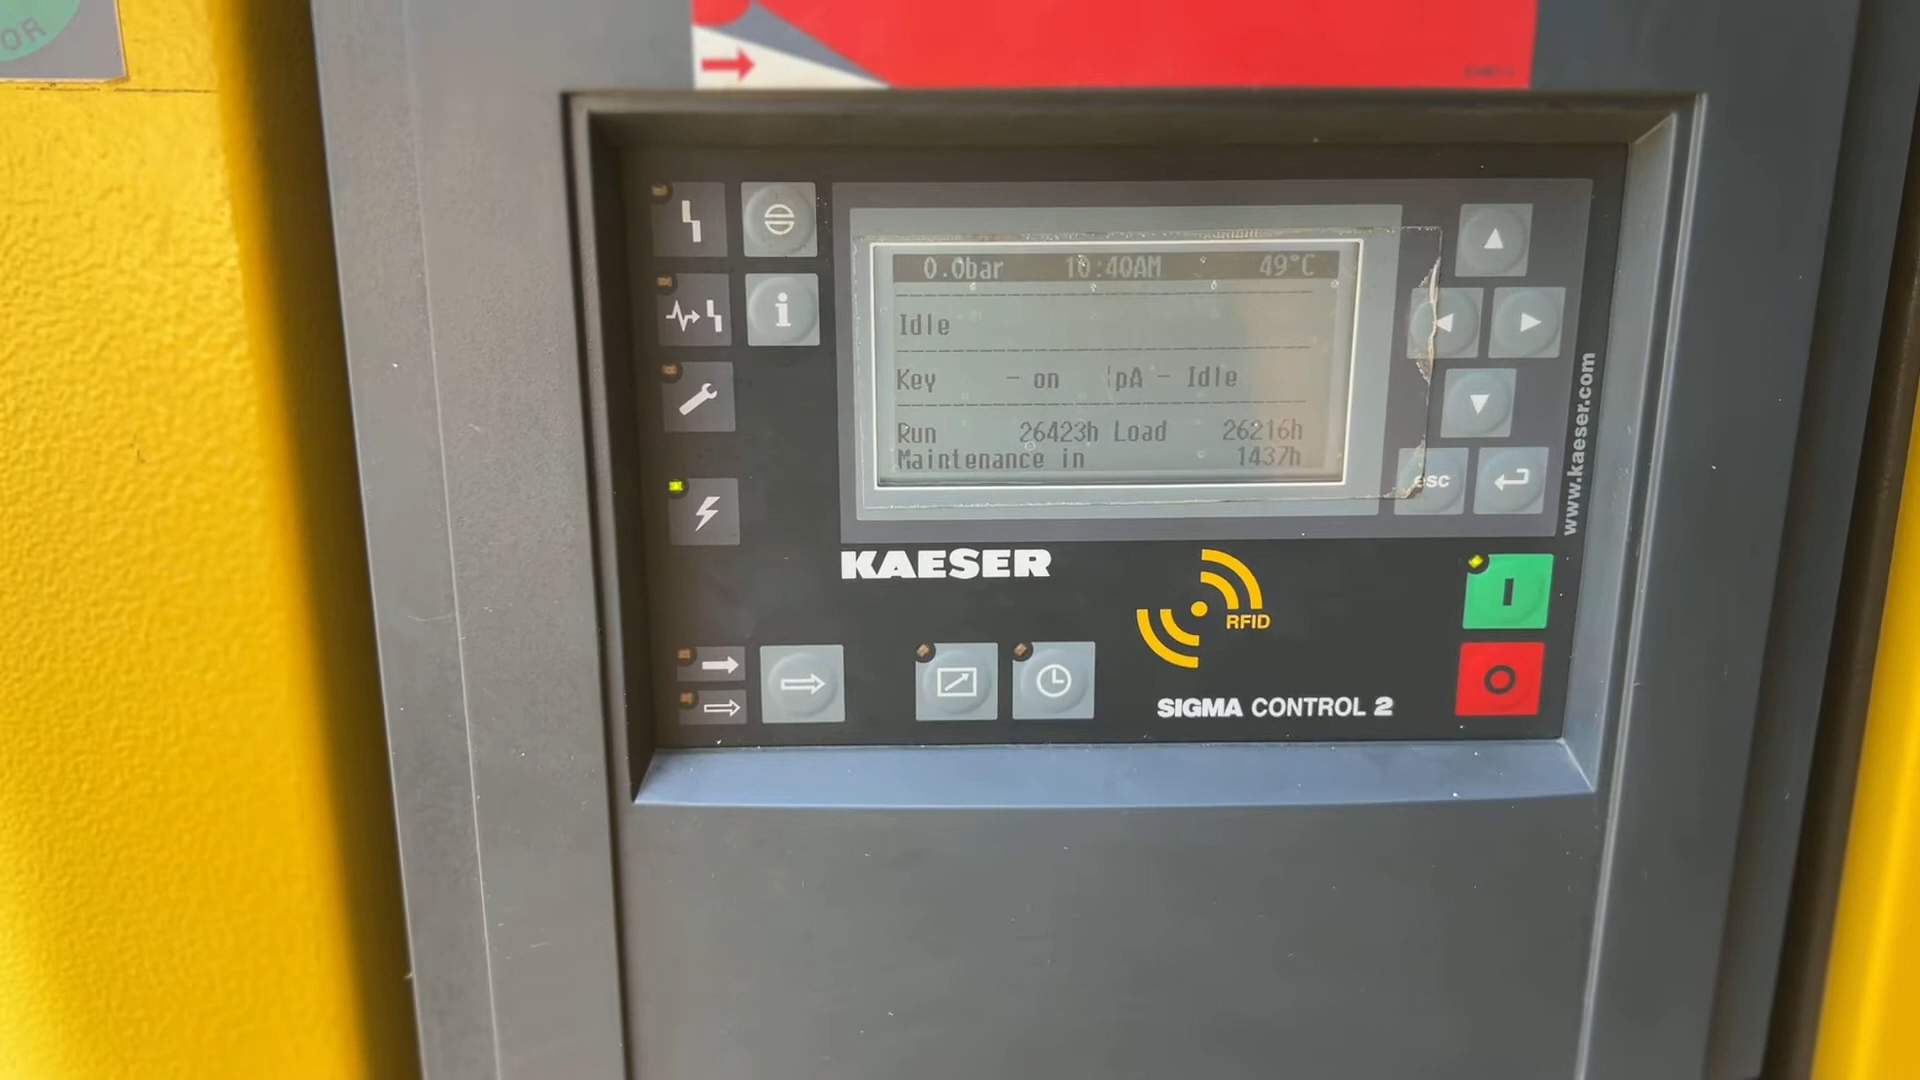 OR
0.0bar 10:40AM 49°C
Idle
Key - on ¦pA - Idle
Run 26423h Load 26216h
Maintenance in 1437h
esc
www.kaeser.com
KAESER
RFID
SIGMA CONTROL 2